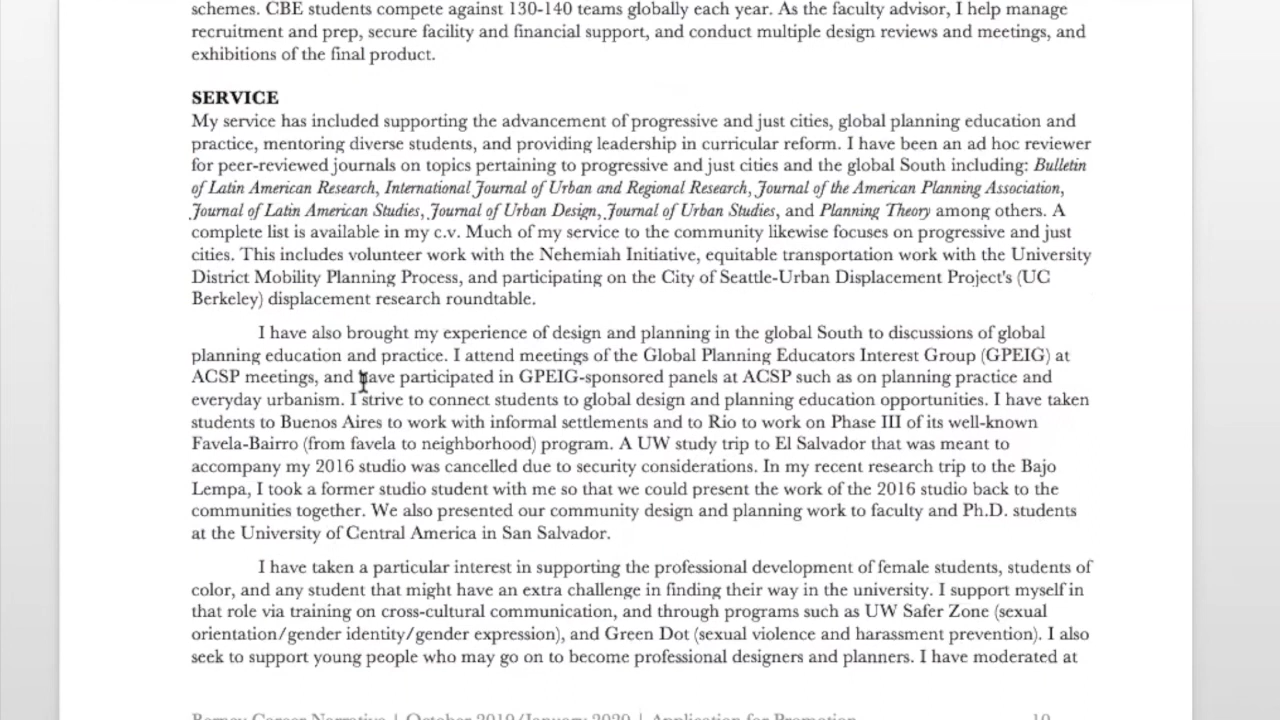 schemes. CBE students compete against 130-140 teams globally each year. As the faculty advisor, I help manage
recruitment and prep, secure facility and financial support, and conduct multiple design reviews and meetings, and
exhibitions of the final product.
SERVICE
My service has included supporting the advancement of progressive and just cities, global planning education and
practice, mentoring diverse students, and providing leadership in curricular reform. I have been an ad hoc reviewer
for peer-reviewed journals on topics pertaining to progressive and just cities and the global South including: Bulletin
of Latin American Research, International Journal of Urban and Regional Research, Journal of the American Planning Association,
Journal of Latin American Studies, Journal of Urban Design, Journal of Urban Studies, and Planning Theory among others. A
complete list is available in my c.v. Much of my service to the community likewise focuses on progressive and just
cities. This includes volunteer work with the Nehemiah Initiative, equitable transportation work with the University
District Mobility Planning Process, and participating on the City of Seattle-Urban Displacement Project's (UC
Berkeley) displacement research roundtable.
I have also brought my experience of design and planning in the global South to discussions of global
planning education and practice. I attend meetings of the Global Planning Educators Interest Group (GPEIG) at
ACSP meetings, and have participated in GPEIG-sponsored panels at ACSP such as on planning practice and
everyday urbanism. I strive to connect students to global design and planning education opportunities. I have taken
students to Buenos Aires to work with informal settlements and to Rio to work on Phase III of its well-known
Favela-Bairro (from favela to neighborhood) program. A UW study trip to El Salvador that was meant to
accompany my 2016 studio was cancelled due to security considerations. In my recent research trip to the Bajo
Lempa, I took a former studio student with me so that we could present the work of the 2016 studio back to the
communities together. We also presented our community design and planning work to faculty and Ph.D. students
at the University of Central America in San Salvador.
I have taken a particular interest in supporting the professional development of female students, students of
color, and any student that might have an extra challenge in finding their way in the university. I support myself in
that role via training on cross-cultural communication, and through programs such as UW Safer Zone (sexual
orientation/gender identity/gender expression), and Green Dot (sexual violence and harassment prevention). I also
seek to support young people who may go on to become professional designers and planners. I have moderated at
Career Narrative | October 2019/January 2020 | Application for Promotion 10